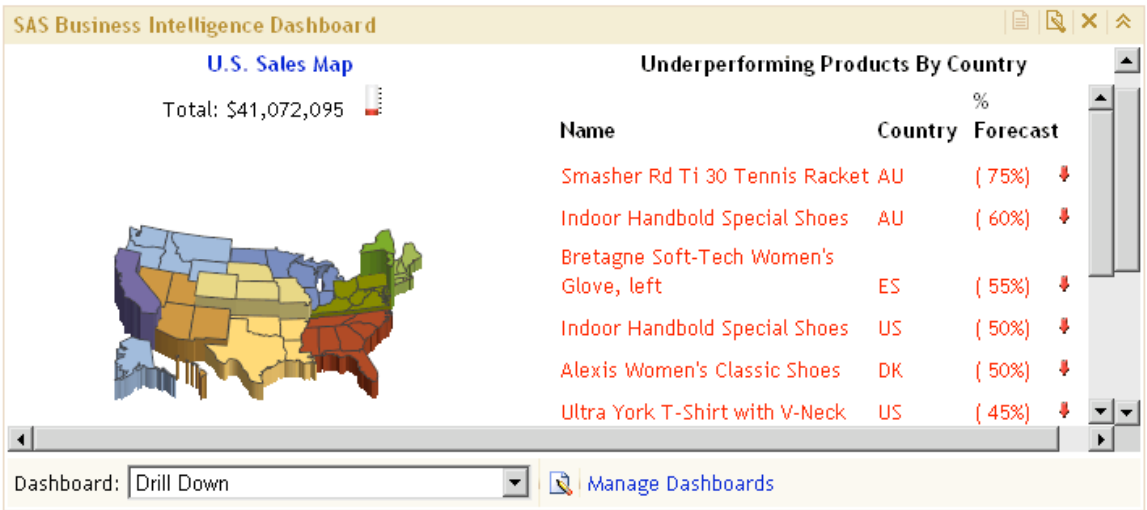 SAS Business Intelligence Dashboard
U.S. Sales Map
Total: $41,072,095
Underperforming Products By Country
%
Name Country Forecast
Smasher Rd Ti 30 Tennis Racket AU ( 75%)
Indoor Handbold Special Shoes AU ( 60%)
Bretagne Soft-Tech Women's
Glove, left ES ( 55%)
Indoor Handbold Special Shoes US ( 50%)
Alexis Women's Classic Shoes DK ( 50%)
Ultra York T-Shirt with V-Neck US ( 45%)
Dashboard: Drill Down Manage Dashboards